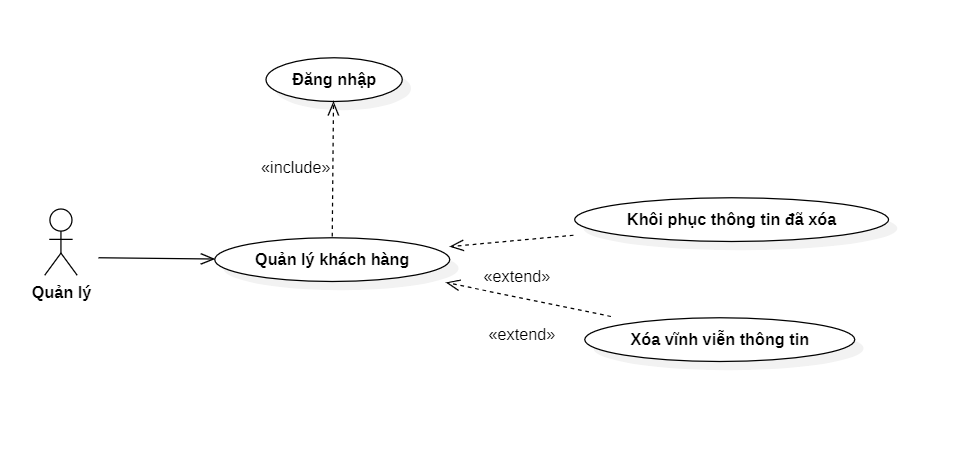 Đăng nhập
«include»
Khôi phục thông tin đã xóa
Quản lý khách hàng
«extend»
Quản lý
«extend»
Xóa vĩnh viễn thông tin